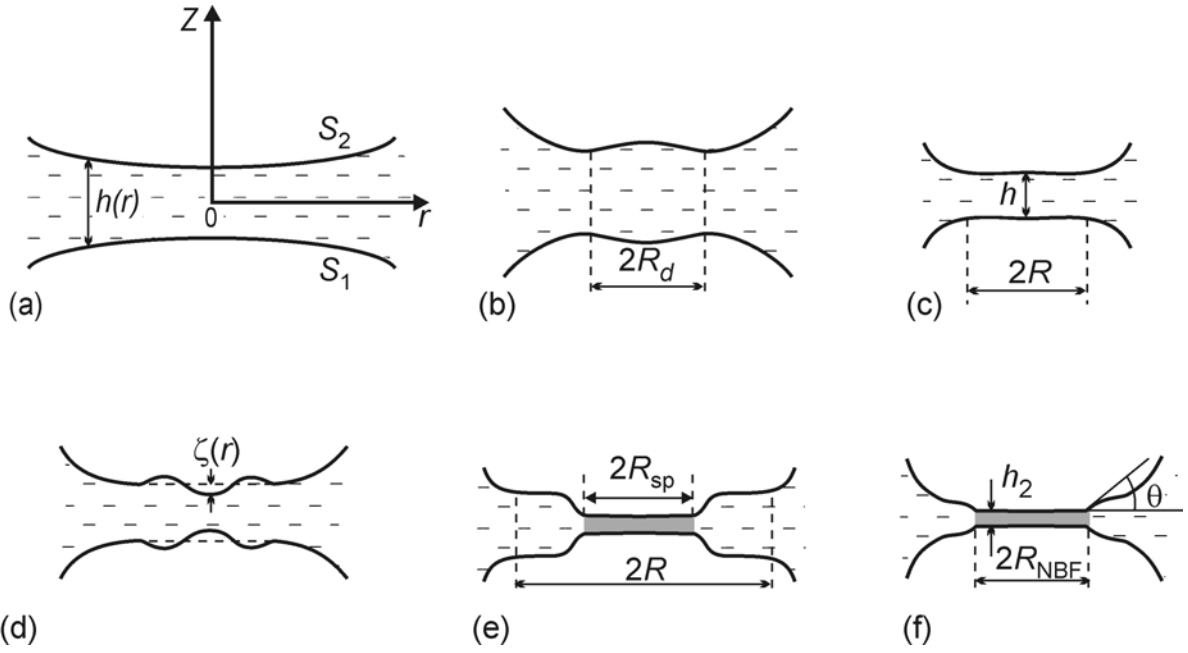 Z
S2
h(r)
0
r
S1
(a)
2Rd
(b)
h
2R
(c)
ζ(r)
(d)
2Rsp
2R
(e)
h2
θ
2RNBF
(f)